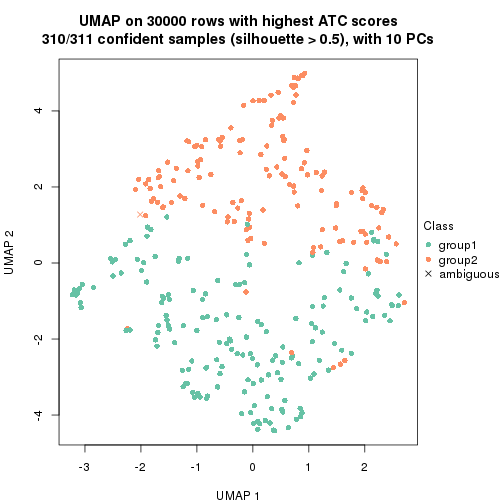 UMAP on 30000 rows with highest ATC scores
310/311 confident samples (silhouette > 0.5), with 10 PCs
4
2
0
-2
-4
UMAP 2
-3
-2
-1
0
1
2
UMAP 1
Class
group1
group2
ambiguous